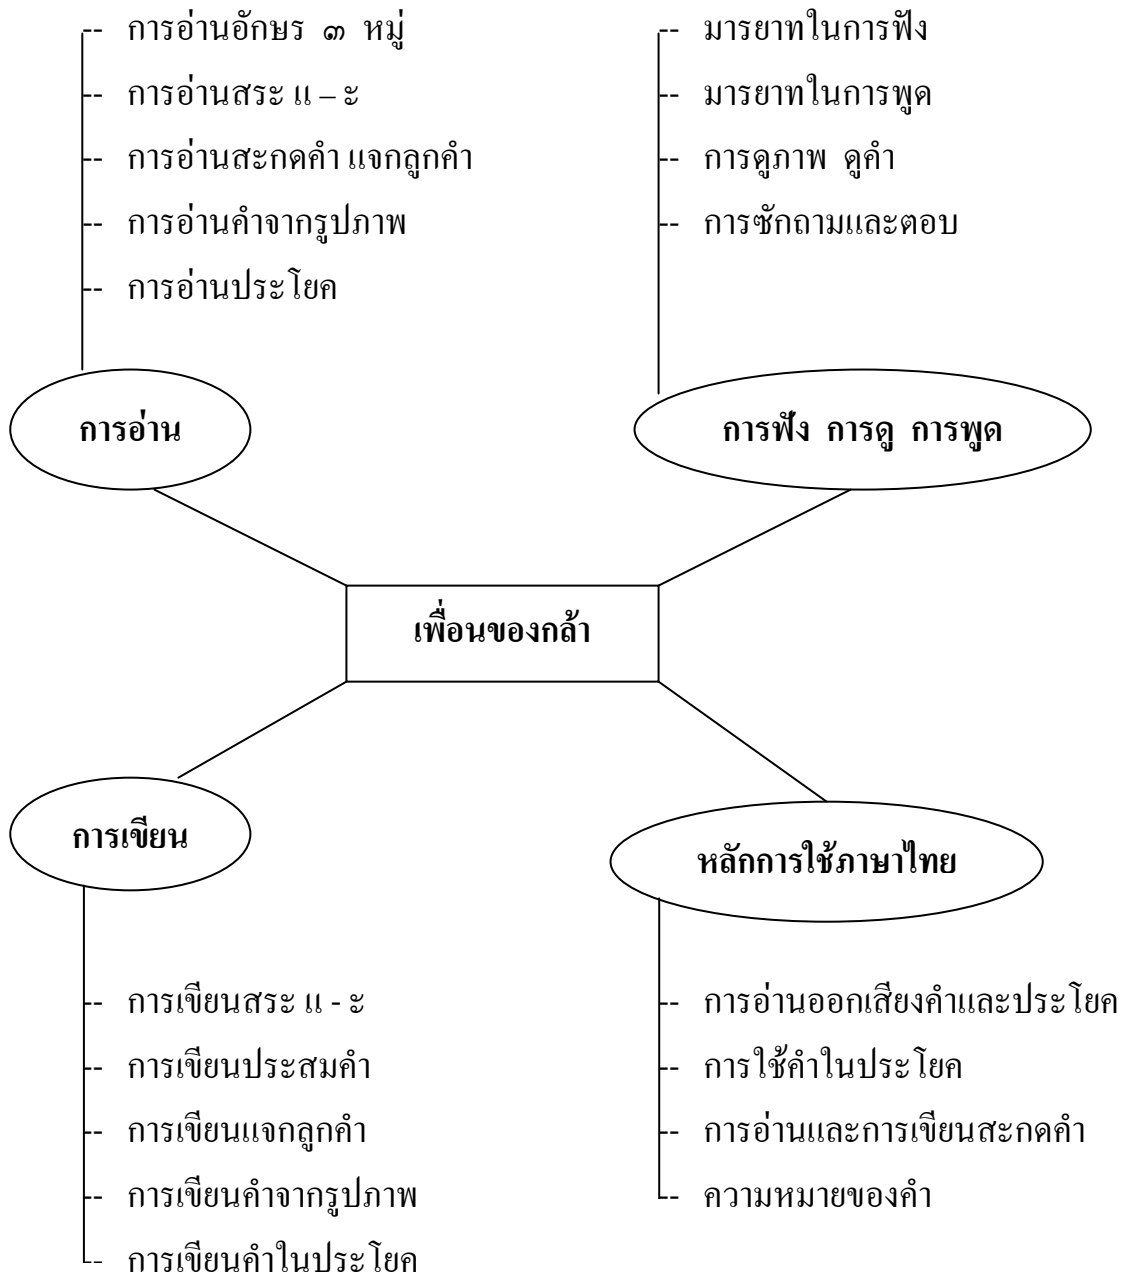 -- การอ่านอักษร ๓ หมู่
-- การอ่านสระ แ – ะ
-- การอ่านสะกดคำ แจกลูกคำ
-- การอ่านคำจากรูปภาพ
-- การอ่านประโยค
การอ่าน
-- มารยาทในการฟัง
-- มารยาทในการพูด
-- การดูภาพ ดูคำ
-- การซักถามและตอบ
การฟัง การดู การพูด
เพื่อนของกล้า
การเขียน
-- การเขียนสระ แ - ะ
-- การเขียนประสมคำ
-- การเขียนแจกลูกคำ
-- การเขียนคำจากรูปภาพ
-- การเขียนคำในประโยค
หลักการใช้ภาษาไทย
-- การอ่านออกเสียงคำและประโยค
-- การใช้คำในประโยค
-- การอ่านและการเขียนสะกดคำ
-- ความหมายของคำ